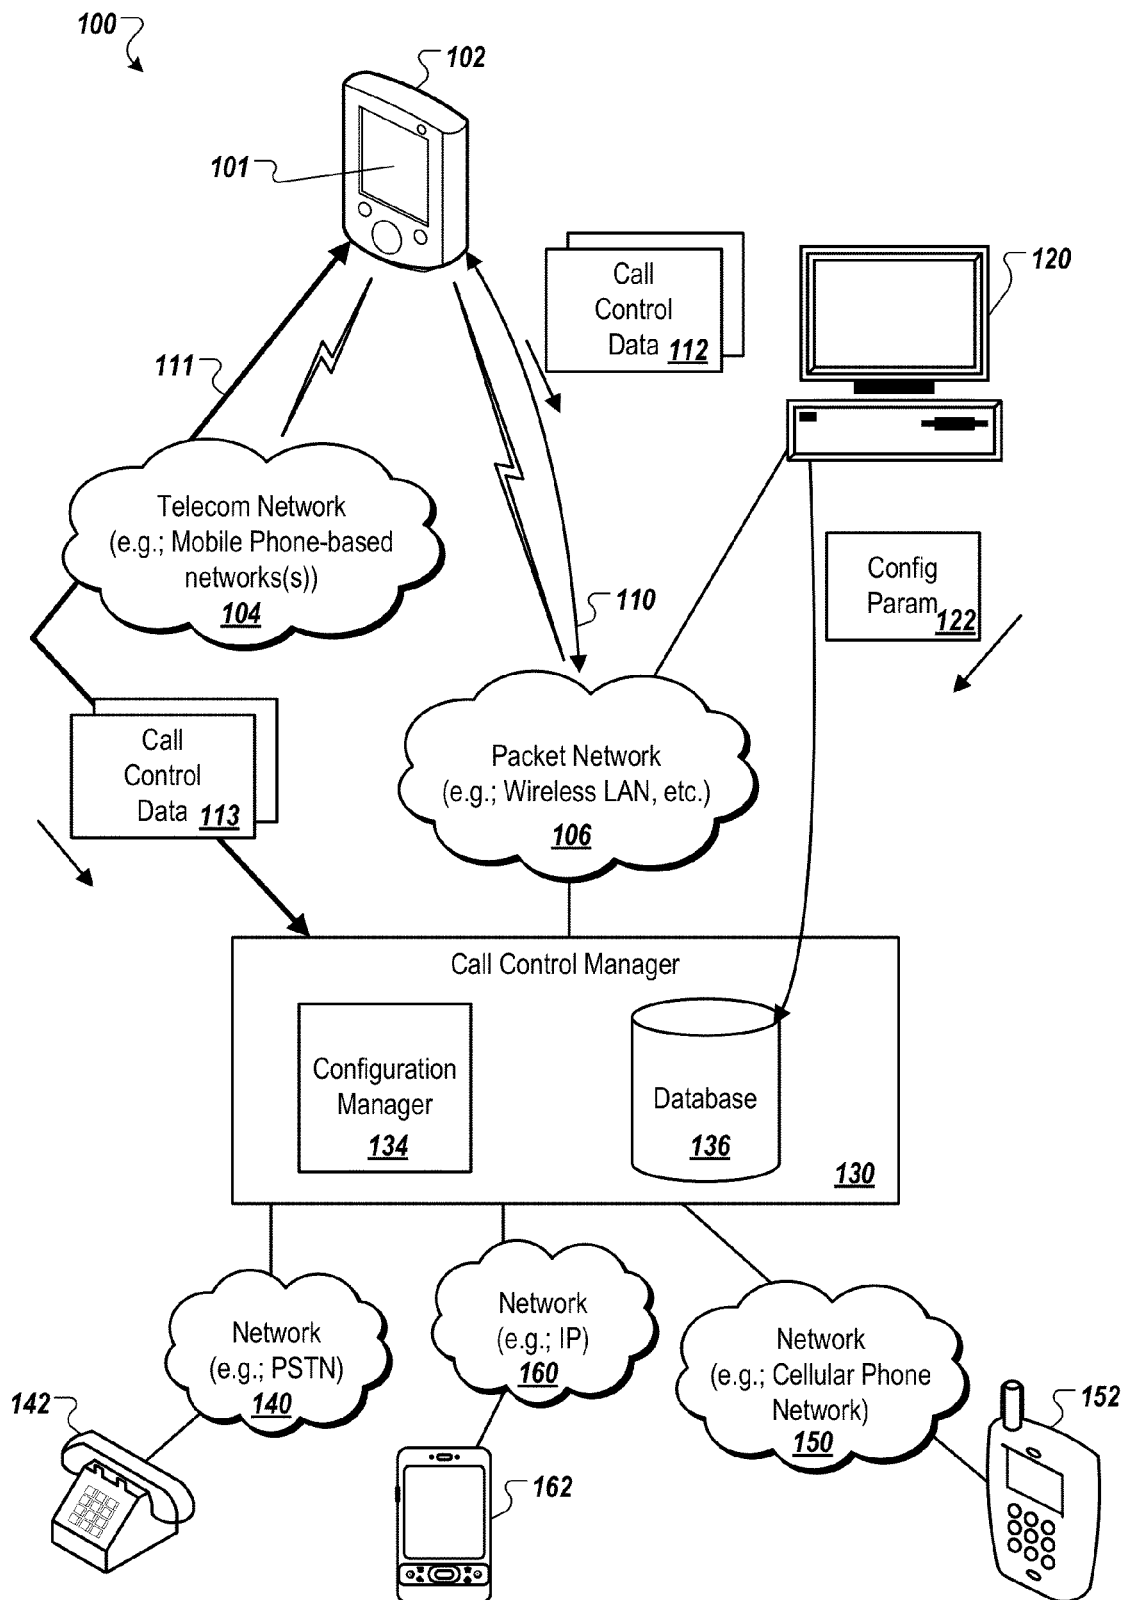 100
102
101
Call
Control
Data 112
120
111
Telecom Network
(e.g.; Mobile Phone-based
networks(s))
104
Config
Param
122
110
Call
Control
Data 113
Packet Network
(e.g.; Wireless LAN, etc.)
106
Call Control Manager
Configuration
Manager
134
Database
136
130
Network
(e.g.; PSTN)
140
Network
(e.g.; IP)
160
Network
(e.g.; Cellular Phone
Network)
150
142
152
162